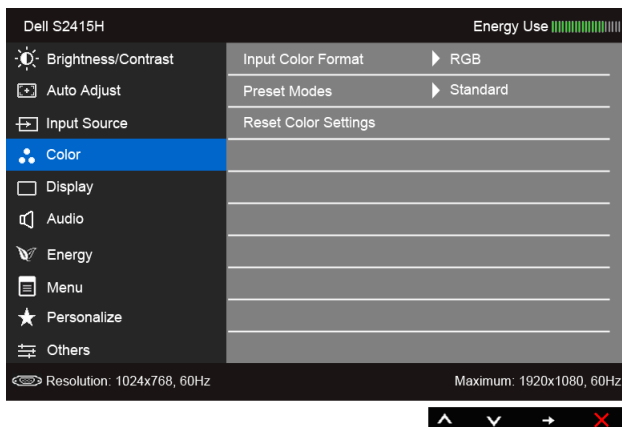 Dell S2415H Energy Use
Brightness/Contrast Input Color Format RGB
Auto Adjust Preset Modes Standard
Input Source Reset Color Settings
Color
Display
Audio
Energy
Menu
Personalize
Others
Resolution: 1024x768, 60Hz Maximum: 1920x1080, 60Hz